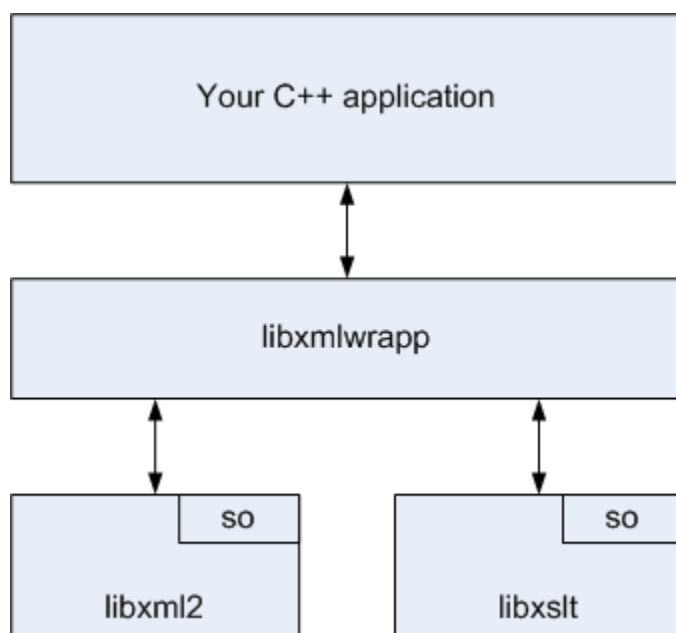 Your C++ application
libxmlwrapp
so
so
libxml2
libxslt